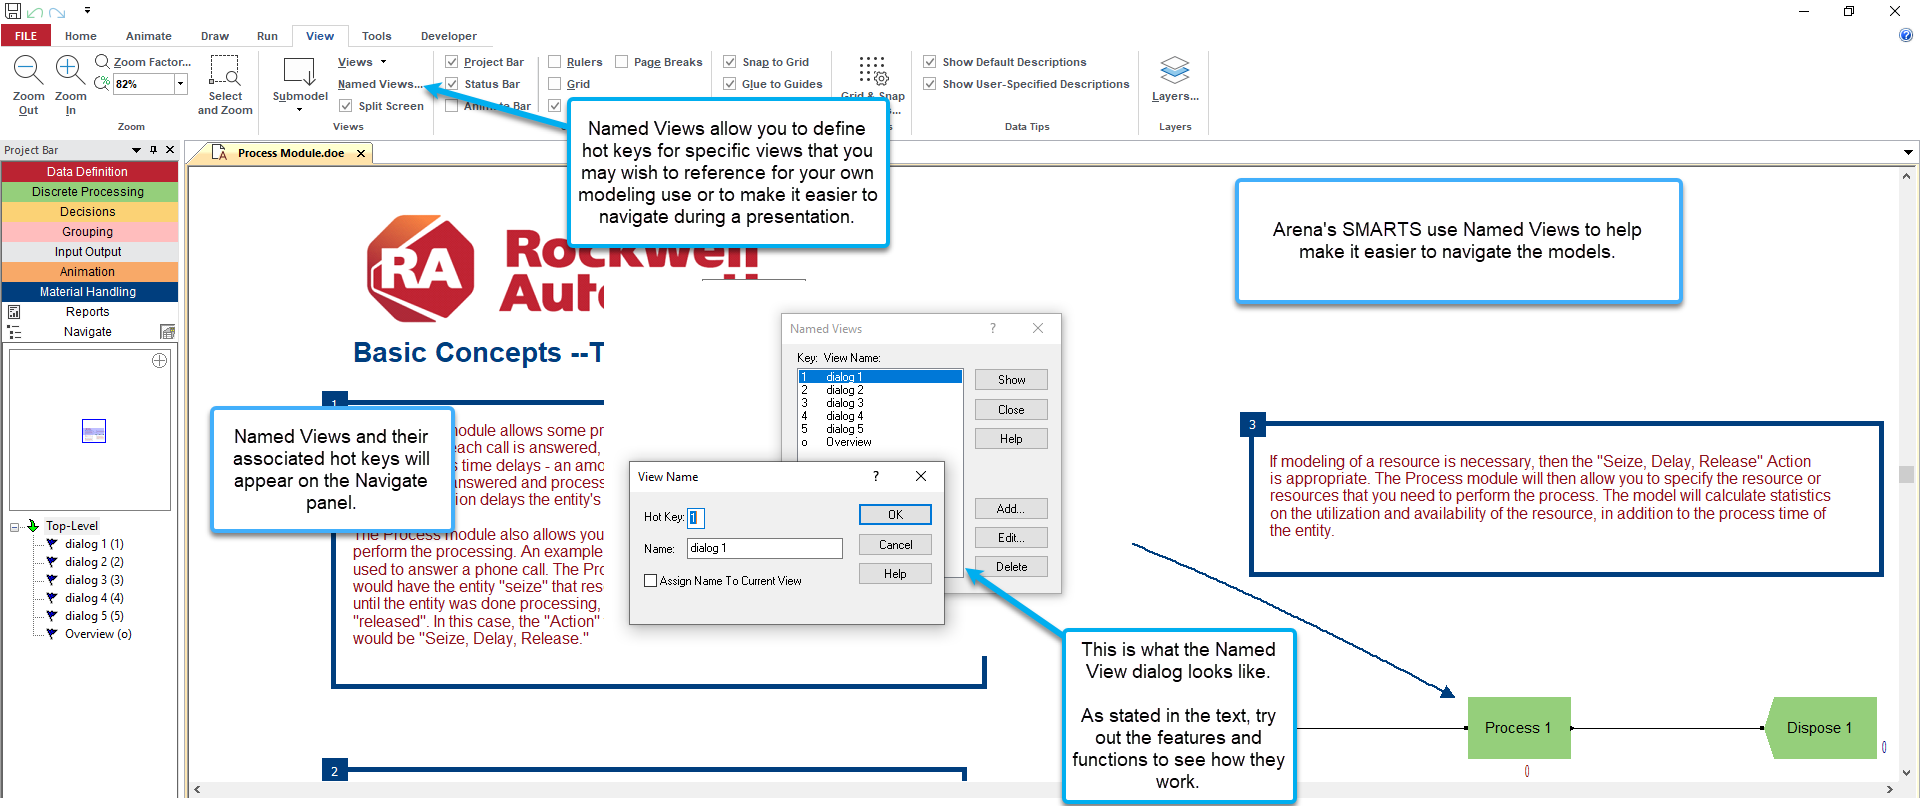 FILE
Home
Animate
Draw
Run
View
Tools
Developer
Zoom Out
Zoom In
Zoom Factor...
82%
Select and Zoom
Zoom
Submodel
Views
Named Views...
Split Screen
Views
Project Bar
Status Bar
Animate Bar
Rulers
Page Breaks
Grid
Snap to Grid
Glue to Guides
Grid & Snap
...
Show Default Descriptions
Show User-Specified Descriptions
Data Tips
Layers...
Layers
Project Bar
Data Definition
Discrete Processing
Decisions
Grouping
Input Output
Animation
Material Handling
Reports
Navigate
Top-Level
dialog 1 (1)
dialog 2 (2)
dialog 3 (3)
dialog 4 (4)
dialog 5 (5)
Overview (o)
Process Module.doe
Named Views allow you to define
hot keys for specific views that you
may wish to reference for your own
modeling use or to make it easier to
navigate during a presentation.
Arena's SMARTS use Named Views to help
make it easier to navigate the models.
RA
Rockwell
Aut
Basic Concepts --T
1
Named Views and their
associated hot keys will
appear on the Navigate
panel.
odule allows some pr
each call is answered,
s time delays - an amo
answered and process
ion delays the entity's
The Process module also allows you
perform the processing. An example
used to answer a phone call. The Pro
would have the entity "seize" that res
until the entity was done processing,
"released". In this case, the "Action"
would be "Seize, Delay, Release."
2
Named Views
?
Key: View Name:
1 dialog 1
2 dialog 2
3 dialog 3
4 dialog 4
5 dialog 5
o Overview
Show
Close
Help
Add...
Edit...
Delete
View Name
?
Hot Key: 1
Name: dialog 1
Assign Name To Current View
OK
Cancel
Help
This is what the Named
View dialog looks like.
As stated in the text, try
out the features and
functions to see how they
work.
3
If modeling of a resource is necessary, then the "Seize, Delay, Release" Action
is appropriate. The Process module will then allow you to specify the resource or
resources that you need to perform the process. The model will calculate statistics
on the utilization and availability of the resource, in addition to the process time of
the entity.
Process 1
0
Dispose 1
0